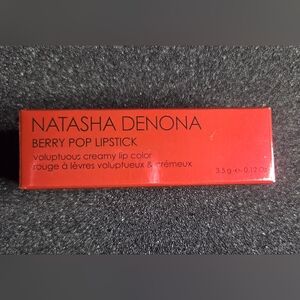 NATASHA DENONA
BERRY POP LIPSTICK
voluptuous creamy lip color
rouge à lèvres voluptueux & crémeux
3.5 g ℮ 0.12 Oz